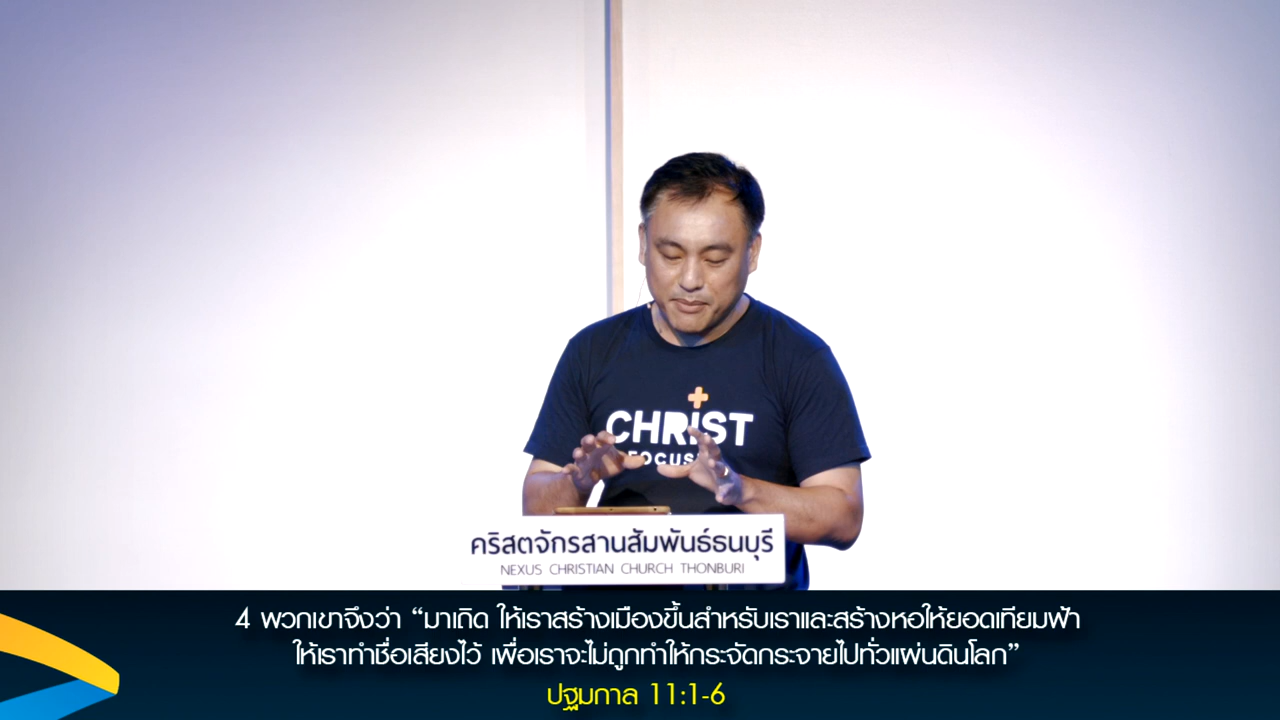 CHRiST
FOCUS
คริสตจักรสานสัมพันธ์ธนบุรี
NEXUS CHRISTIAN CHURCH THONBURI
4 พวกเขาจึงว่า “มาเถิด ให้เราสร้างเมืองขึ้นสำหรับเราและสร้างหอให้ยอดเทียมฟ้า
ให้เราทำชื่อเสียงไว้ เพื่อเราจะไม่ถูกทำให้กระจัดกระจายไปทั่วแผ่นดินโลก”
ปฐมกาล 11:1-6